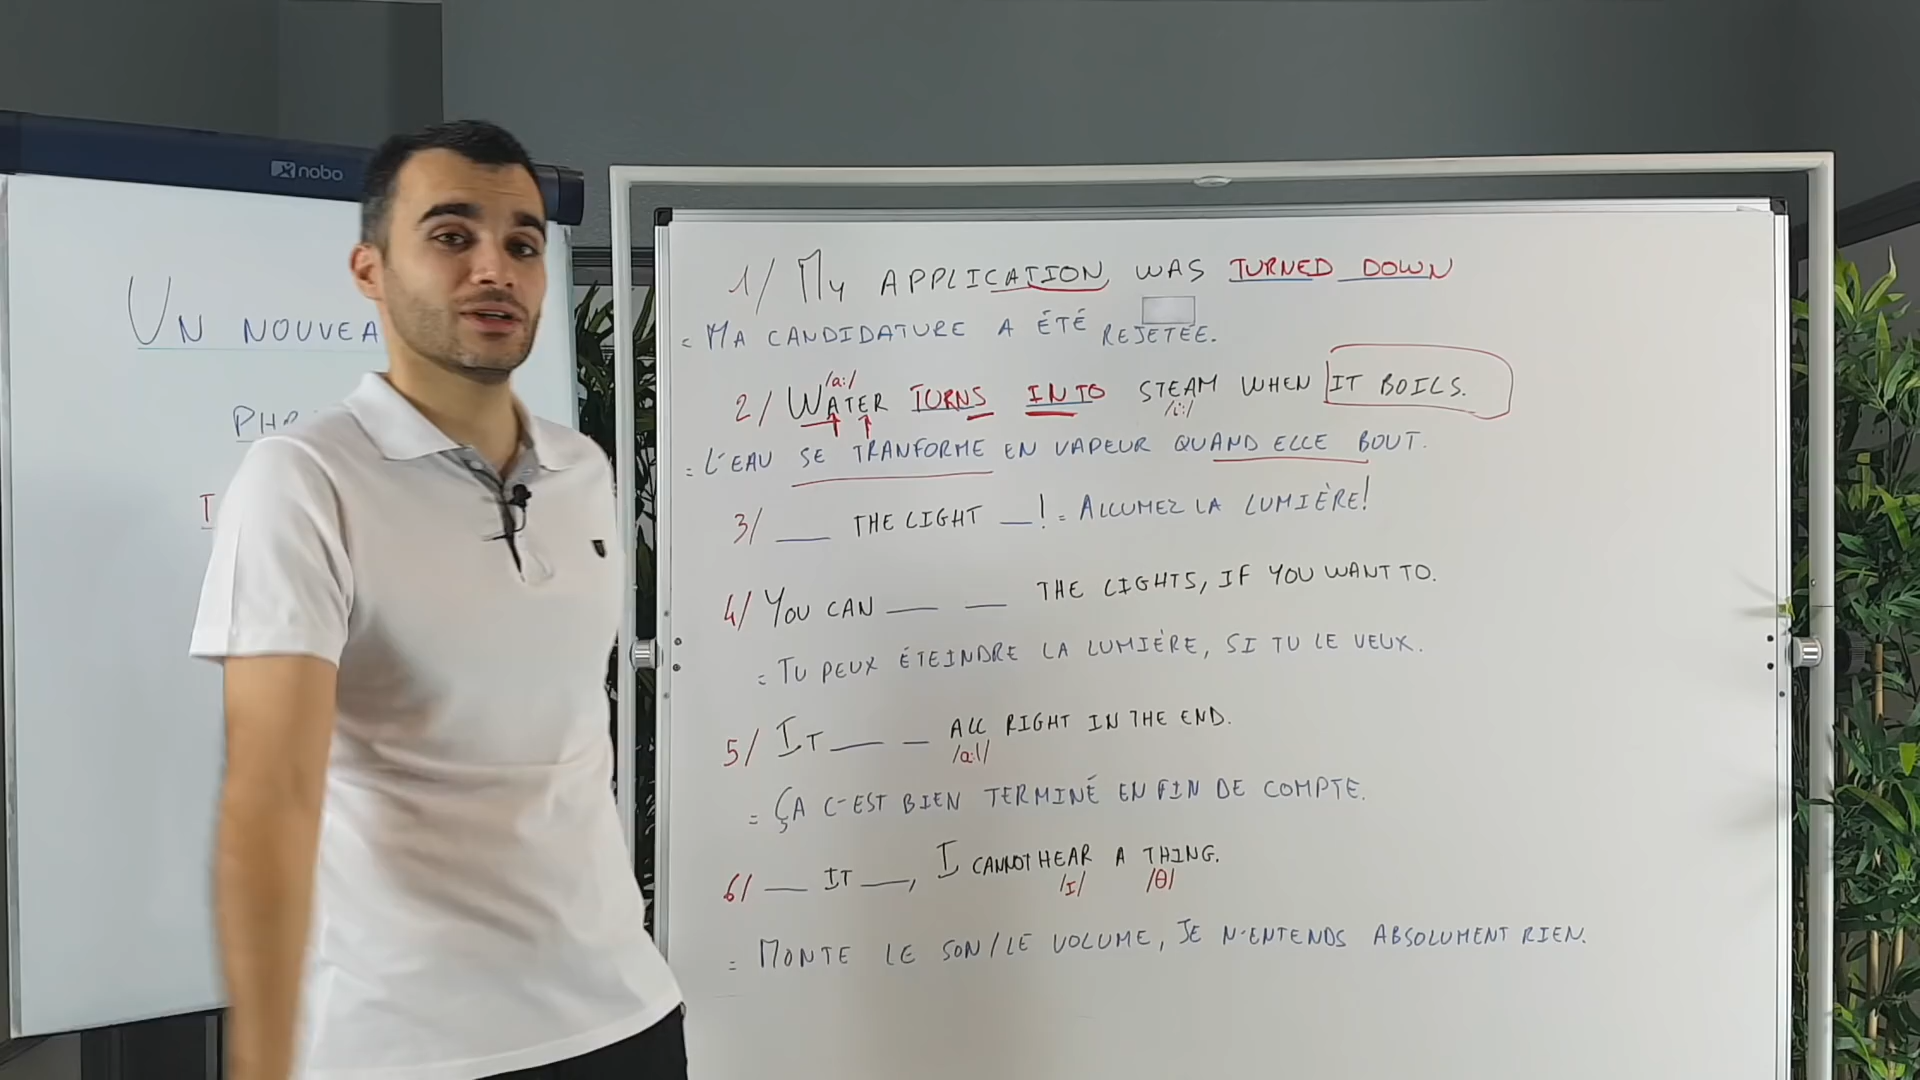 nobo
UN NOUVEA
PH
I
1/ MY APPLICATION WAS TURNED DOWN
= MA CANDIDATURE A ÉTÉ REJETÉE.
/a:/
2/ WATER TURNS INTO STEAM WHEN IT BOILS.
/i:/
= L'EAU SE TRANFORME EN VAPEUR QUAND ELLE BOUT.
3/ ___ THE LIGHT __! = ALLUMEZ LA LUMIÈRE!
4/ YOU CAN ___ ___ THE LIGHTS, IF YOU WANT TO.
= TU PEUX ÉTEINDRE LA LUMIÈRE, SI TU LE VEUX.
5/ IT ___ __ ALL RIGHT IN THE END.
/a:l/
= ÇA C'EST BIEN TERMINÉ EN FIN DE COMPTE.
6/ ___ IT ___, I CANNOT HEAR A THING.
/I/ /θ/
= MONTE LE SON/LE VOLUME, JE N'ENTENDS ABSOLUMENT RIEN.